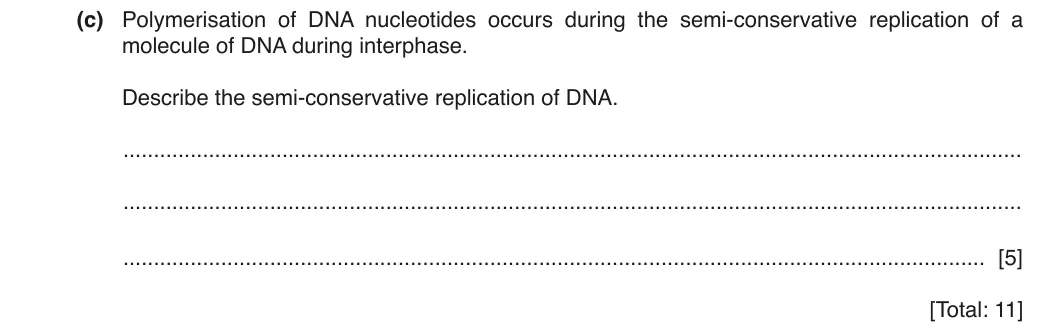 (c) Polymerisation of DNA nucleotides occurs during the semi-conservative replication of a
molecule of DNA during interphase.
Describe the semi-conservative replication of DNA.
..........................................................................................................................................................
..........................................................................................................................................................
.................................................................................................................................................... [5]
[Total: 11]